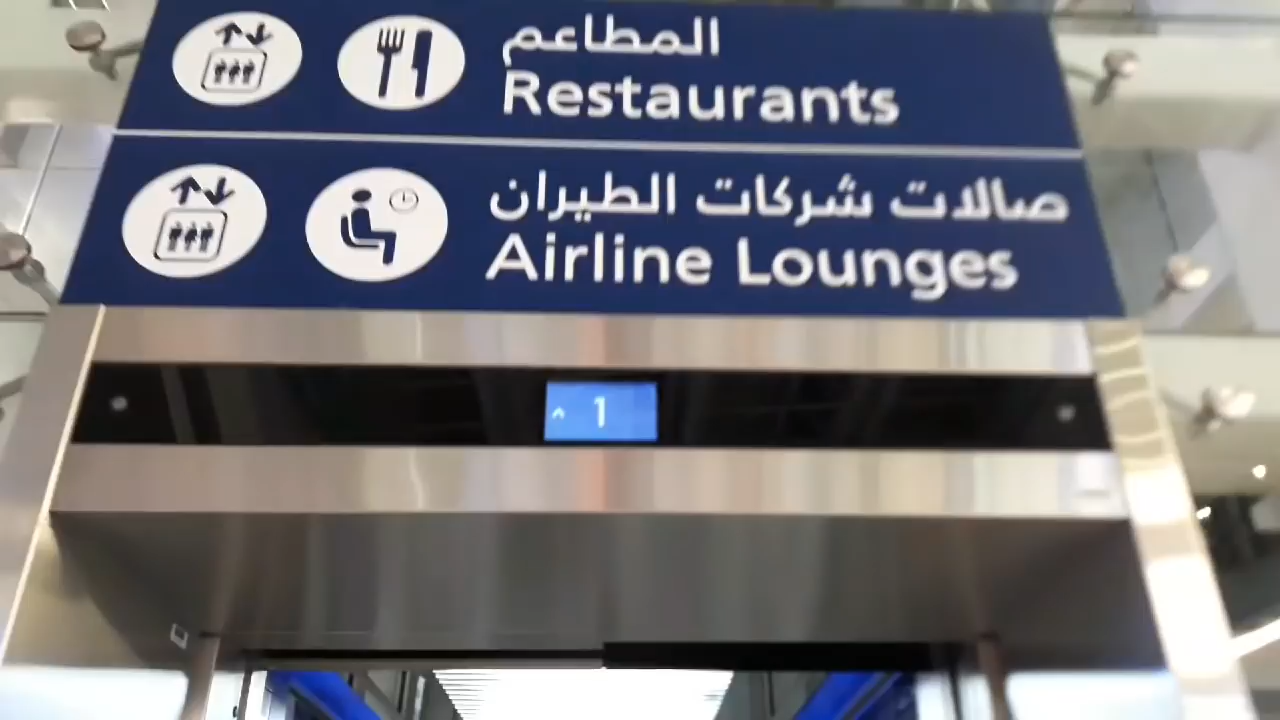 المطاعم
Restaurants
صالات شركات الطيران
Airline Lounges
1